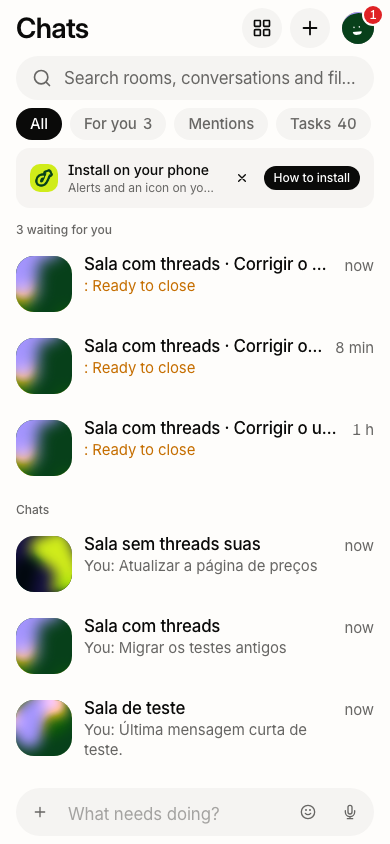 Chats
1
Search rooms, conversations and fil...
All
For you 3
Mentions
Tasks 40
Install on your phone
Alerts and an icon on yo...
How to install
3 waiting for you
Sala com threads · Corrigir o ...
now
: Ready to close
Sala com threads · Corrigir o...
8 min
: Ready to close
Sala com threads · Corrigir o u...
1 h
: Ready to close
Chats
Sala sem threads suas
now
You: Atualizar a página de preços
Sala com threads
now
You: Migrar os testes antigos
Sala de teste
now
You: Última mensagem curta de
teste.
What needs doing?